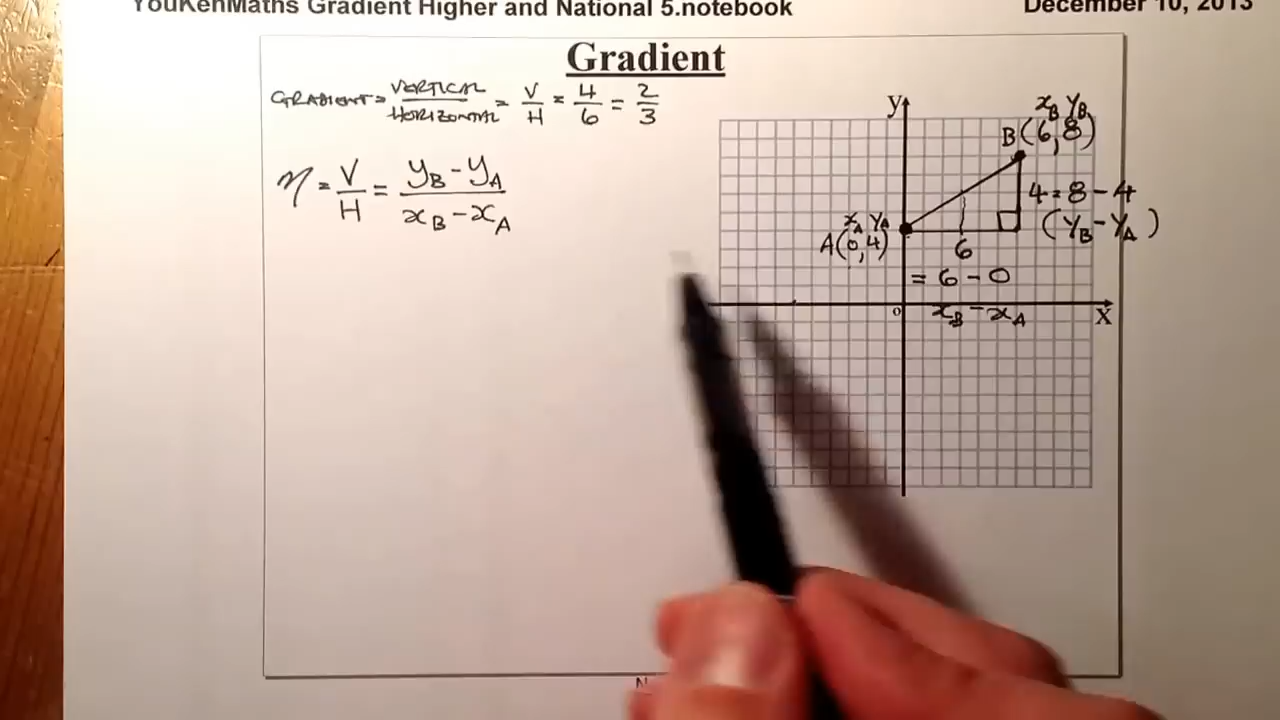 YouKenMaths Gradient Higher and National 5.notebook
December 10, 2013
Gradient
GRADIENT = VERTICAL/HORIZONTAL = V/H = 4/6 = 2/3
m = V/H = yB - yA / xB - xA
y
xB yB
B(6,8)
4 = 8 - 4
(yB - yA)
xA yA
A(0,4)
6
= 6 - 0
xB - xA
o
x